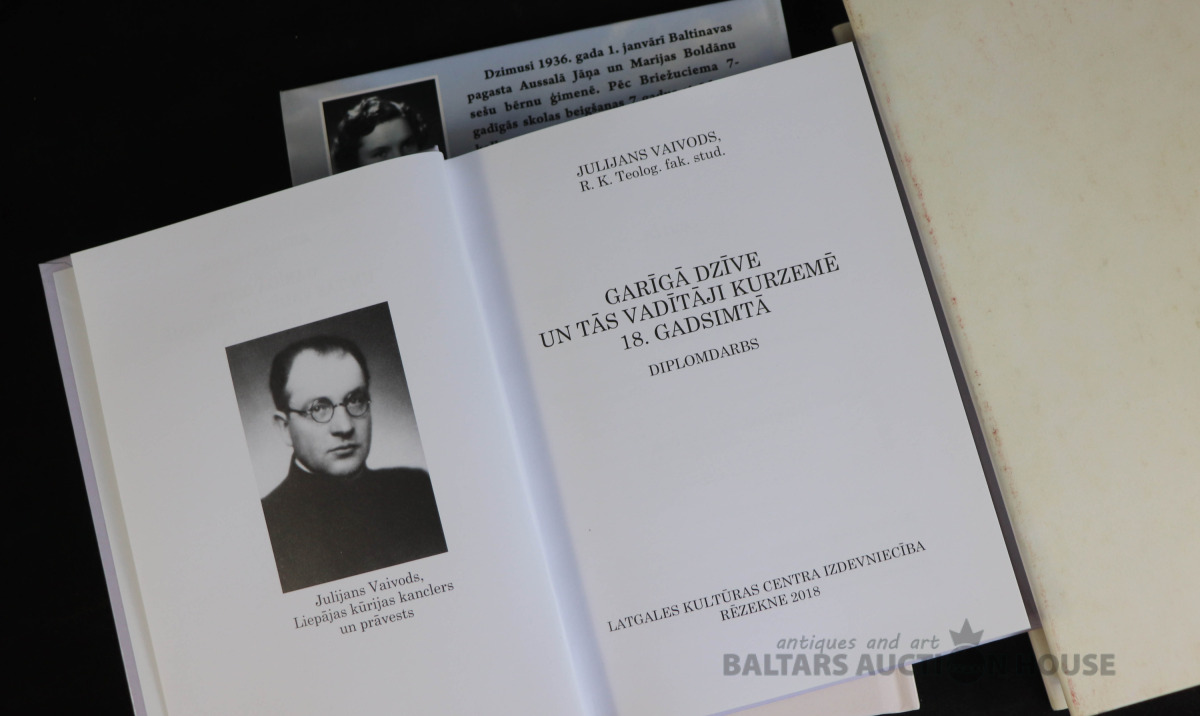 Dzimusi 1936. gada 1. janvārī Baltinavas
pagasta Aussalā Jāņa un Marijas Boldānu
sešu bērnu ģimenē. Pēc Briežuciema 7-
gadīgās skolas beigšanas 7
JULIJANS VAIVODS,
R. K. Teolog. fak. stud.
GARĪGĀ DZĪVE
UN TĀS VADĪTĀJI KURZEMĒ
18. GADSIMTĀ
DIPLOMDARBS
Julijans Vaivods,
Liepājas kūrijas kanclers
un prāvests
LATGALES KULTŪRAS CENTRA IZDEVNIECĪBA
RĒZEKNE 2018
antiques and art
BALTARS AUCTION HOUSE